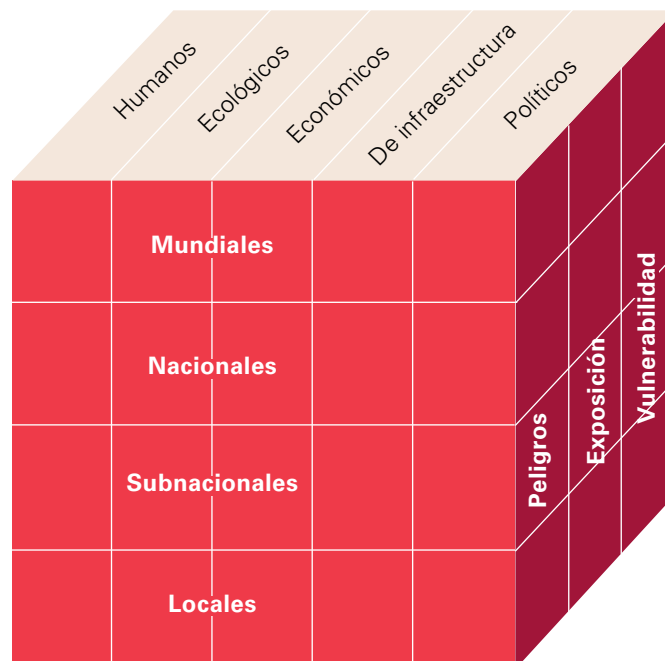 Humanos
Ecológicos
Económicos
De infraestructura
Políticos
Mundiales
Nacionales
Subnacionales
Locales
Peligros
Exposición
Vulnerabilidad